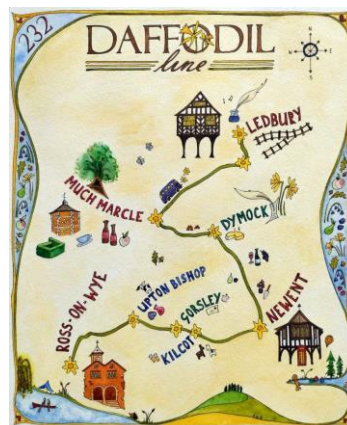 232
DAFFODIL
line
LEDBURY
MUCH MARCLE
DYMOCK
ROSS-ON-WYE
UPTON BISHOP
GORSLEY
KILCOT
NEWENT